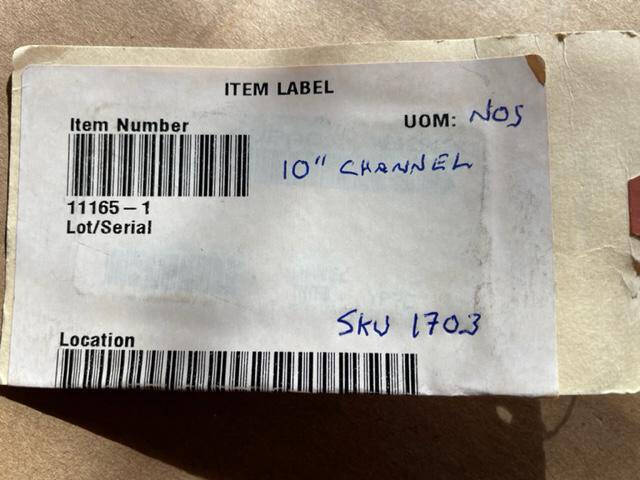 ITEM LABEL
Item Number
UOM: NOS
10" CHANNEL
11165-1
Lot/Serial
SKU 1703
Location